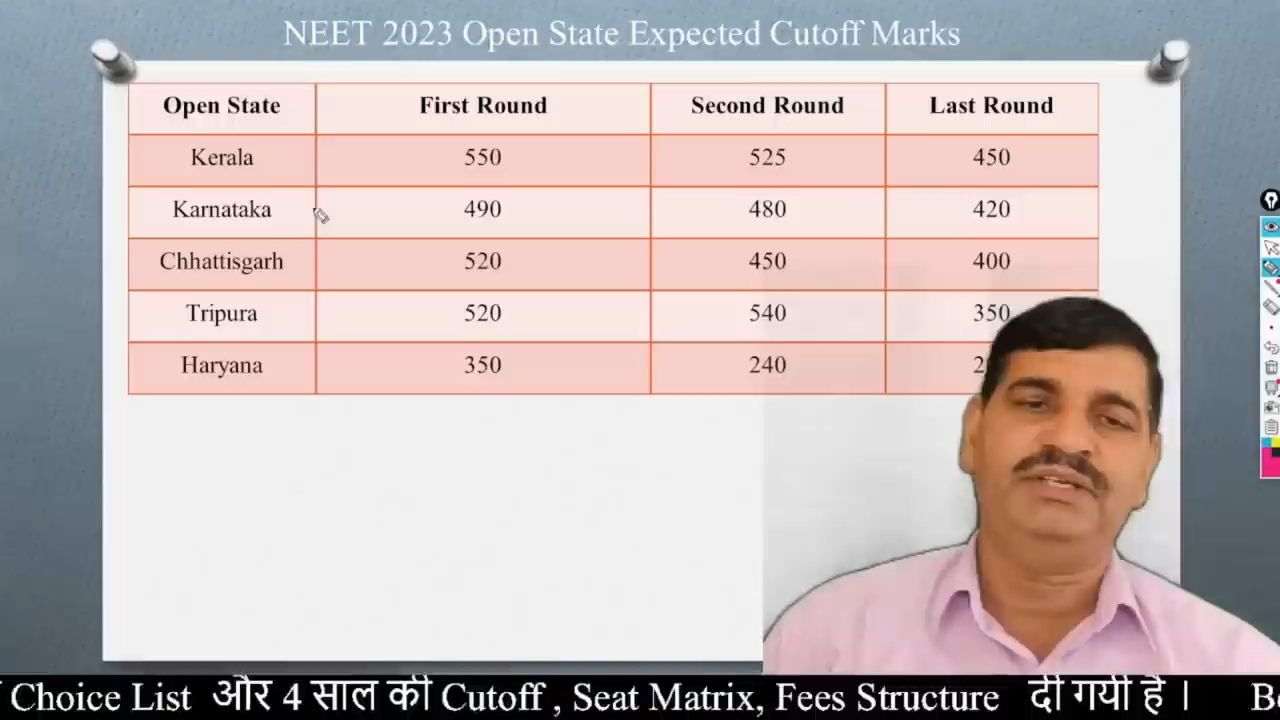 NEET 2023 Open State Expected Cutoff Marks
Open State First Round Second Round Last Round
Kerala 550 525 450
Karnataka 490 480 420
Chhattisgarh 520 450 400
Tripura 520 540 350
Haryana 350 240
Choice List और 4 साल की Cutoff , Seat Matrix, Fees Structure दी गयी है ।